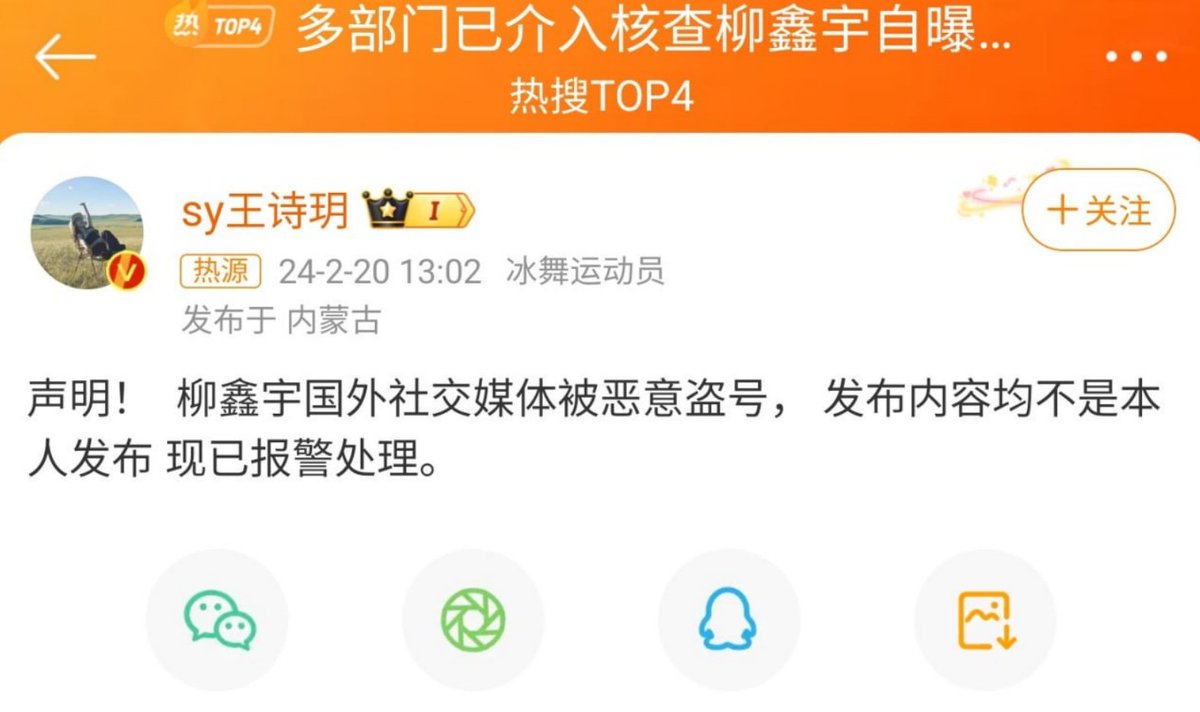 热 TOP4 多部门已介入核查柳鑫宇自曝...
热搜TOP4
sy王诗玥 I
+关注
热源 24-2-20 13:02 冰舞运动员
发布于 内蒙古
声明! 柳鑫宇国外社交媒体被恶意盗号， 发布内容均不是本
人发布 现已报警处理。